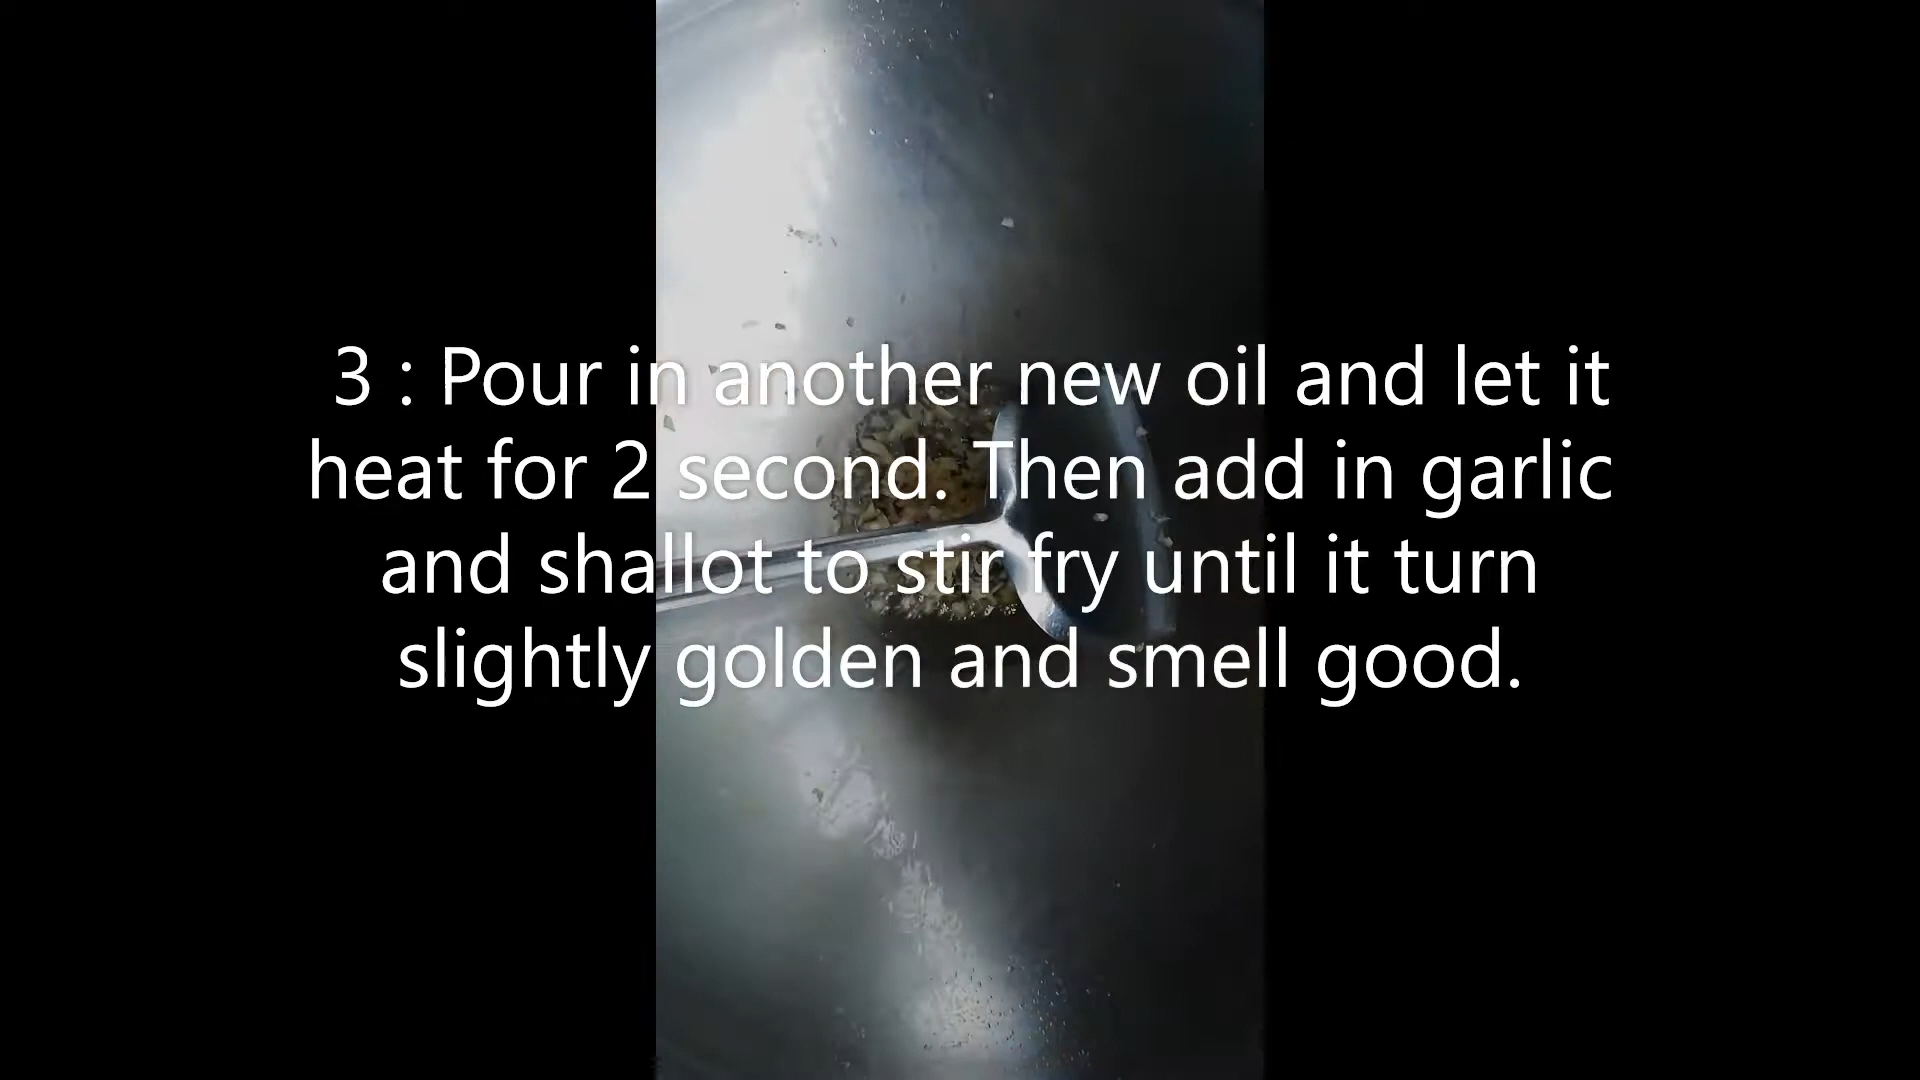 3 : Pour in another new oil and let it
heat for 2 second. Then add in garlic
and shallot to stir fry until it turn
slightly golden and smell good.